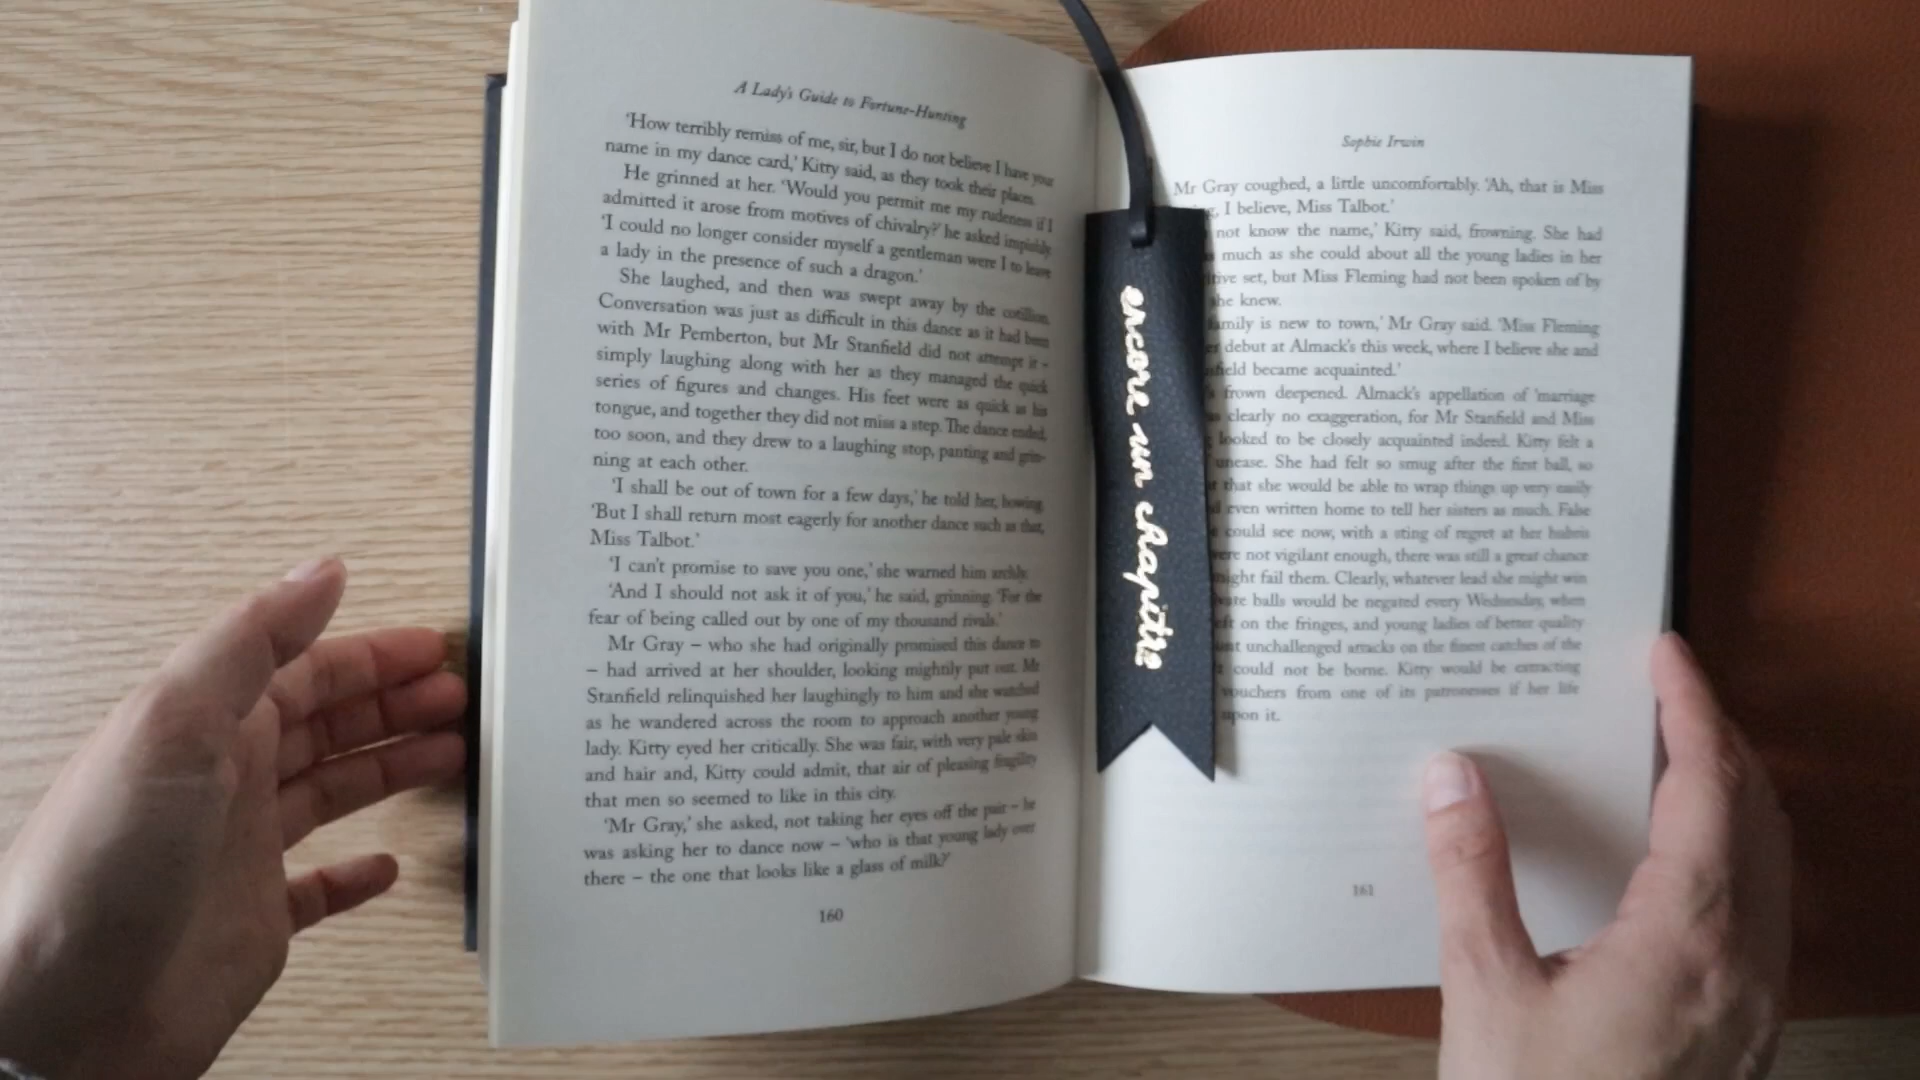 A Lady's Guide to Fortune-Hunting
'How terribly remiss of me, sir, but I do not believe I have your
name in my dance card,' Kitty said, as they took their places.
He grinned at her. 'Would you permit me my rudeness if I
admitted it arose from motives of chivalry?' he asked impishly.
'I could no longer consider myself a gentleman were I to leave
a lady in the presence of such a dragon.'
She laughed, and then was swept away by the cotillion.
Conversation was just as difficult in this dance as it had been
with Mr Pemberton, but Mr Stanfield did not attempt it –
simply laughing along with her as they managed the quick
series of figures and changes. His feet were as quick as his
tongue, and together they did not miss a step. The dance ended,
too soon, and they drew to a laughing stop, panting and grin-
ning at each other.
'I shall be out of town for a few days,' he told her, bowing.
'But I shall return most eagerly for another dance such as that,
Miss Talbot.'
'I can't promise to save you one,' she warned him archly.
'And I should not ask it of you,' he said, grinning. 'For the
fear of being called out by one of my thousand rivals.'
Mr Gray – who she had originally promised this dance to
– had arrived at her shoulder, looking mightily put out. Mr
Stanfield relinquished her laughingly to him and she watched
as he wandered across the room to approach another young
lady. Kitty eyed her critically. She was fair, with very pale skin
and hair and, Kitty could admit, that air of pleasing fragility
that men so seemed to like in this city.
'Mr Gray,' she asked, not taking her eyes off the pair – he
was asking her to dance now – 'who is that young lady over
there – the one that looks like a glass of milk?'
160
encore un chapitre
Sophie Irwin
Mr Gray coughed, a little uncomfortably. 'Ah, that is Miss
I believe, Miss Talbot.'
not know the name,' Kitty said, frowning. She had
much as she could about all the young ladies in her
set, but Miss Fleming had not been spoken of by
she knew.
family is new to town,' Mr Gray said. 'Miss Fleming
debut at Almack's this week, where I believe she and
became acquainted.'
frown deepened. Almack's appellation of 'marriage
clearly no exaggeration, for Mr Stanfield and Miss
looked to be closely acquainted indeed. Kitty felt a
unease. She had felt so smug after the first ball, so
that she would be able to wrap things up very easily
even written home to tell her sisters as much. False
could see now, with a sting of regret at her hubris
were not vigilant enough, there was still a great chance
might fail them. Clearly, whatever lead she might win
balls would be negated every Wednesday, when
on the fringes, and young ladies of better quality
unchallenged attacks on the finest catches of the
could not be borne. Kitty would be extracting
vouchers from one of its patronesses if her life
upon it.
161